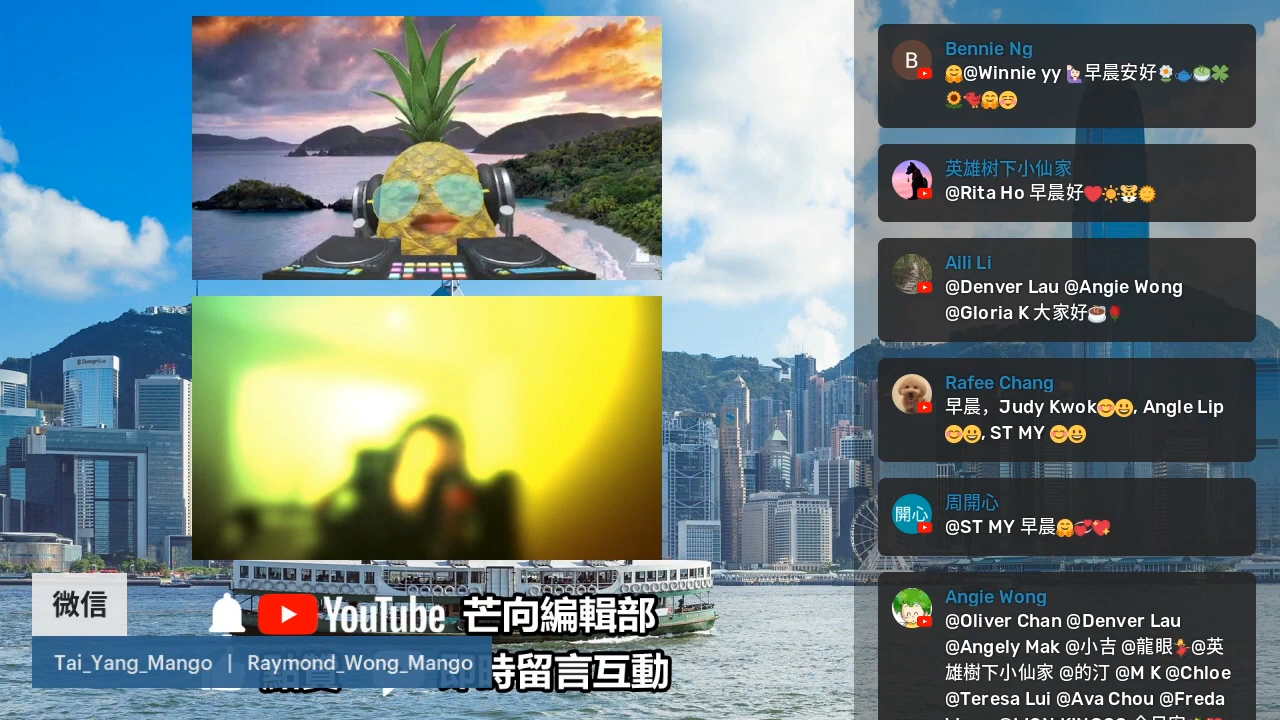 Bennie Ng
B
🤗@Winnie yy 🙋🏻‍♀️早晨安好🌼🫖🍵🍀
🌻🐦🤗☺️
英雄树下小仙家
@Rita Ho 早晨好❤️☀️🐯🌞
Aili Li
@Denver Lau @Angie Wong
@Gloria K 大家好☕🌹
Rafee Chang
早晨，Judy Kwok😊😀, Angle Lip
😊😀, ST MY 😊😀
周開心
開心
@ST MY 早晨🤗💕💖
Angie Wong
@Oliver Chan @Denver Lau
@Angely Mak @小吉 @龍眼💃@英
雄樹下小仙家 @的汀 @M K @Chloe
@Teresa Lui @Ava Chou @Freda
YouTube 芒向編輯部
即時留言互動
微信
Tai_Yang_Mango | Raymond_Wong_Mango